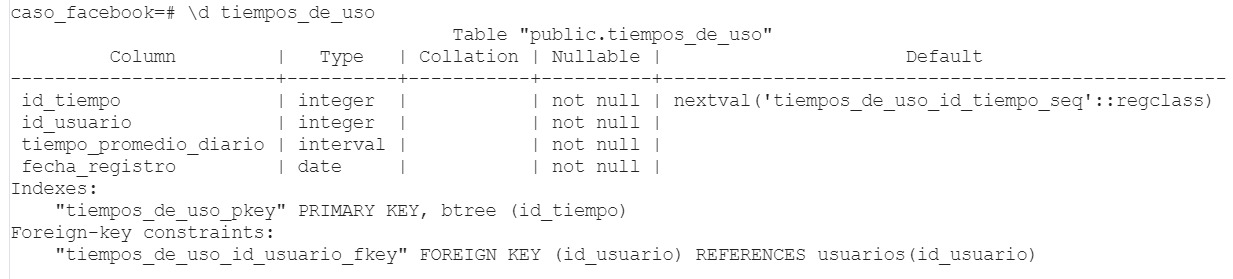 caso_facebook=# \d tiempos_de_uso
                                        Table "public.tiempos_de_uso"
         Column         |   Type   | Collation | Nullable |                      Default
------------------------+----------+-----------+----------+---------------------------------------------------
 id_tiempo              | integer  |           | not null | nextval('tiempos_de_uso_id_tiempo_seq'::regclass)
 id_usuario             | integer  |           | not null |
 tiempo_promedio_diario | interval |           | not null |
 fecha_registro         | date     |           | not null |
Indexes:
    "tiempos_de_uso_pkey" PRIMARY KEY, btree (id_tiempo)
Foreign-key constraints:
    "tiempos_de_uso_id_usuario_fkey" FOREIGN KEY (id_usuario) REFERENCES usuarios(id_usuario)